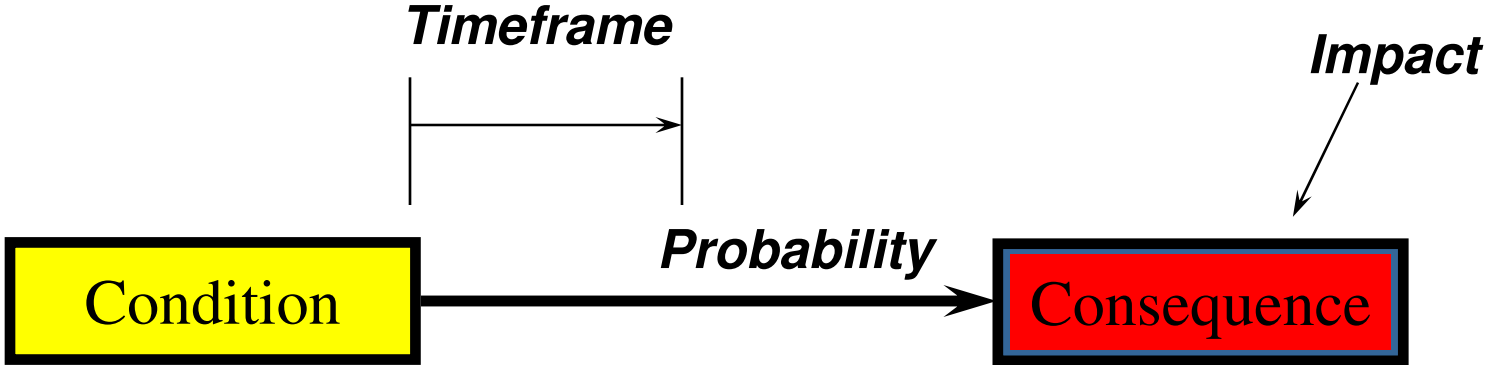 Timeframe
Impact
Probability
Condition
Consequence